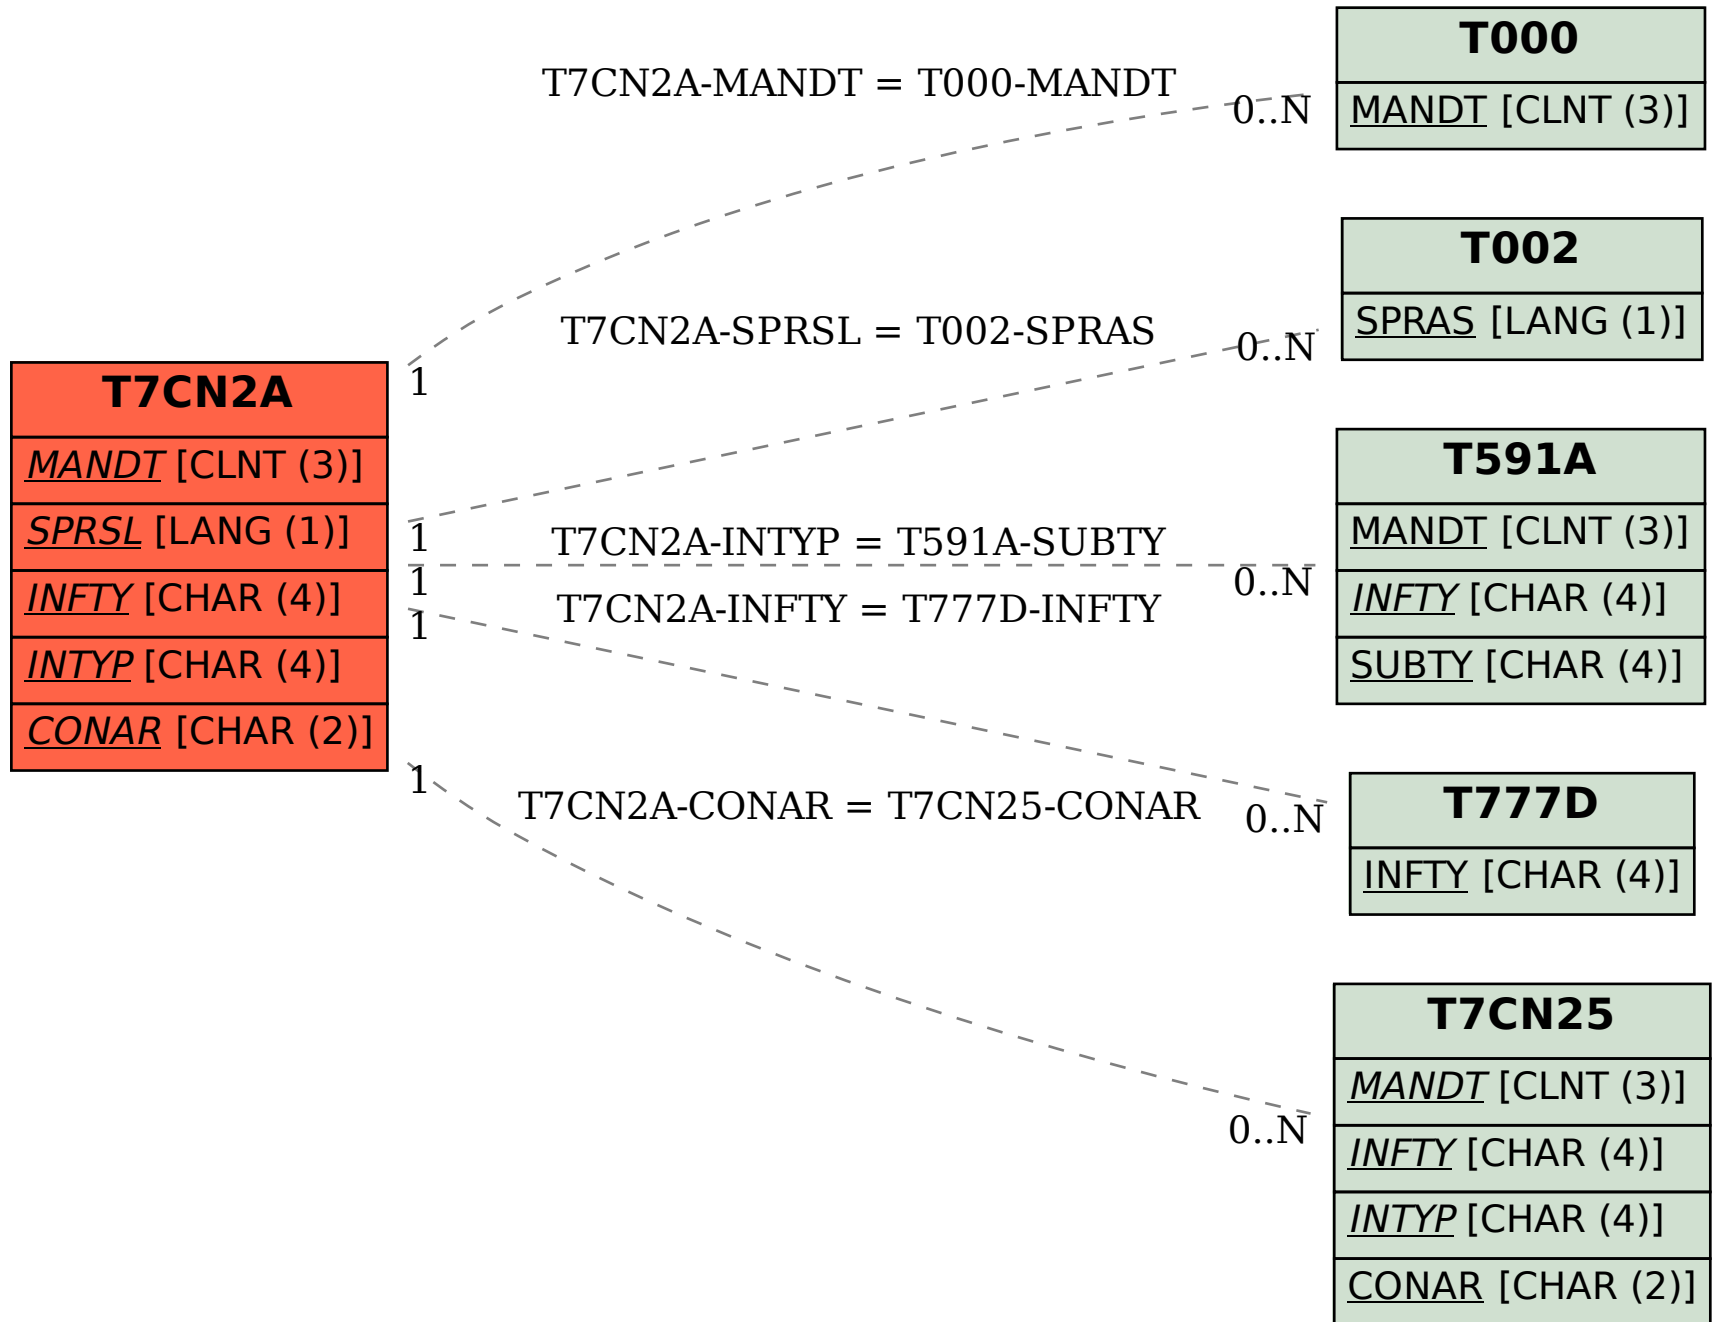 T7CN2A
MANDT [CLNT (3)]
SPRSL [LANG (1)]
INFTY [CHAR (4)]
INTYP [CHAR (4)]
CONAR [CHAR (2)]
T7CN2A-MANDT = T000-MANDT
1
0..N
T7CN2A-SPRSL = T002-SPRAS
1
0..N
T7CN2A-INTYP = T591A-SUBTY
1
0..N
T7CN2A-INFTY = T777D-INFTY
1
0..N
T7CN2A-CONAR = T7CN25-CONAR
1
0..N
T000
MANDT [CLNT (3)]
T002
SPRAS [LANG (1)]
T591A
MANDT [CLNT (3)]
INFTY [CHAR (4)]
SUBTY [CHAR (4)]
T777D
INFTY [CHAR (4)]
T7CN25
MANDT [CLNT (3)]
INFTY [CHAR (4)]
INTYP [CHAR (4)]
CONAR [CHAR (2)]